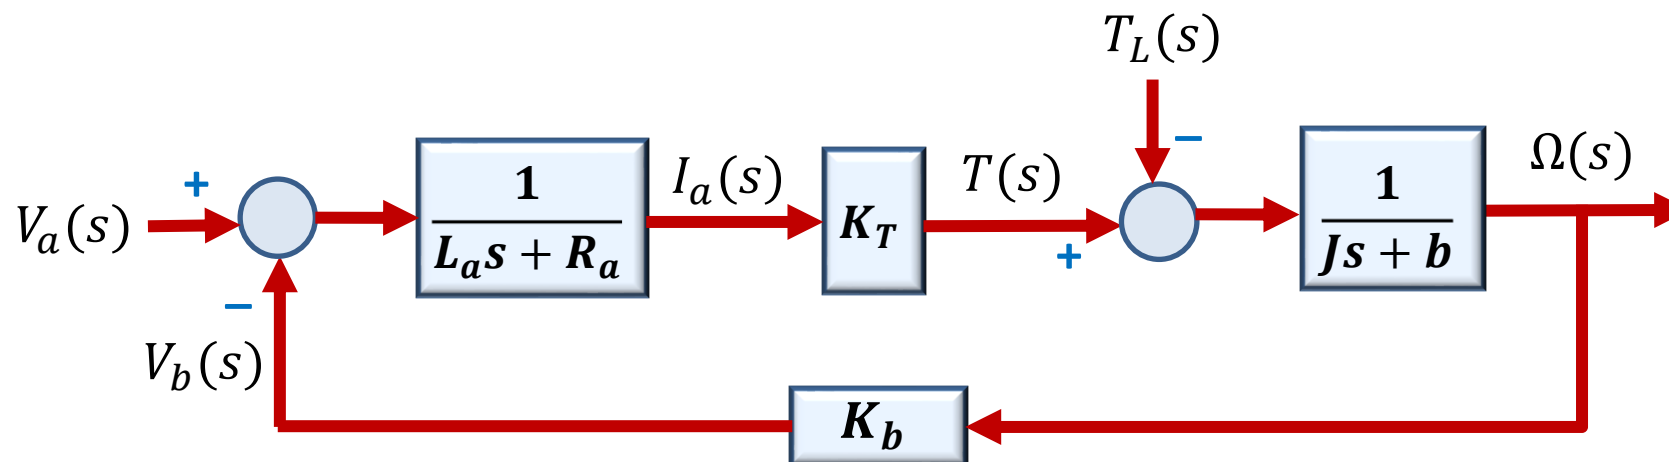 T_L(s)
−
V_a(s)
+
1
L_a s + R_a
I_a(s)
K_T
T(s)
+
1
Js + b
Ω(s)
−
V_b(s)
K_b